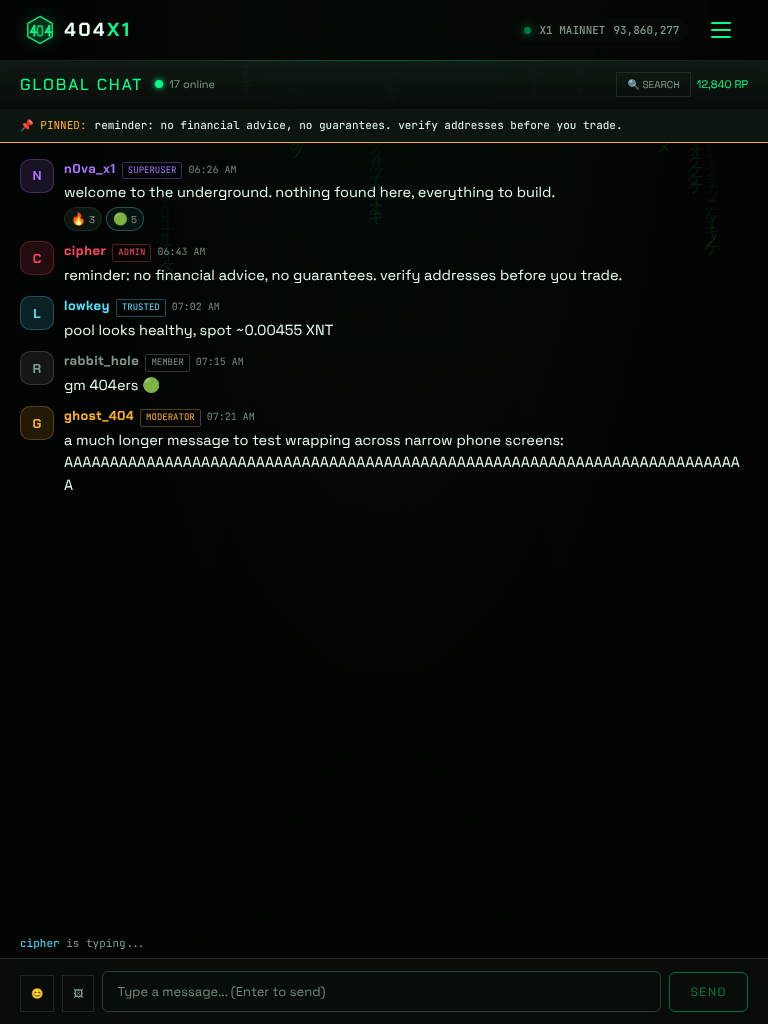 404 404X1
X1 MAINNET 93,860,277
GLOBAL CHAT 17 online
🔍 SEARCH 12,840 RP
📌 PINNED: reminder: no financial advice, no guarantees. verify addresses before you trade.
N n0va_x1 SUPERUSER 06:26 AM
welcome to the underground. nothing found here, everything to build.
🔥 3 🟢 5
C cipher ADMIN 06:43 AM
reminder: no financial advice, no guarantees. verify addresses before you trade.
L lowkey TRUSTED 07:02 AM
pool looks healthy, spot ~0.00455 XNT
R rabbit_hole MEMBER 07:15 AM
gm 404ers 🟢
G ghost_404 MODERATOR 07:21 AM
a much longer message to test wrapping across narrow phone screens:
AAAAAAAAAAAAAAAAAAAAAAAAAAAAAAAAAAAAAAAAAAAAAAAAAAAAAAAAAAAAAAAAAAAAAAAAAAA
A
cipher is typing...
Type a message... (Enter to send)
SEND